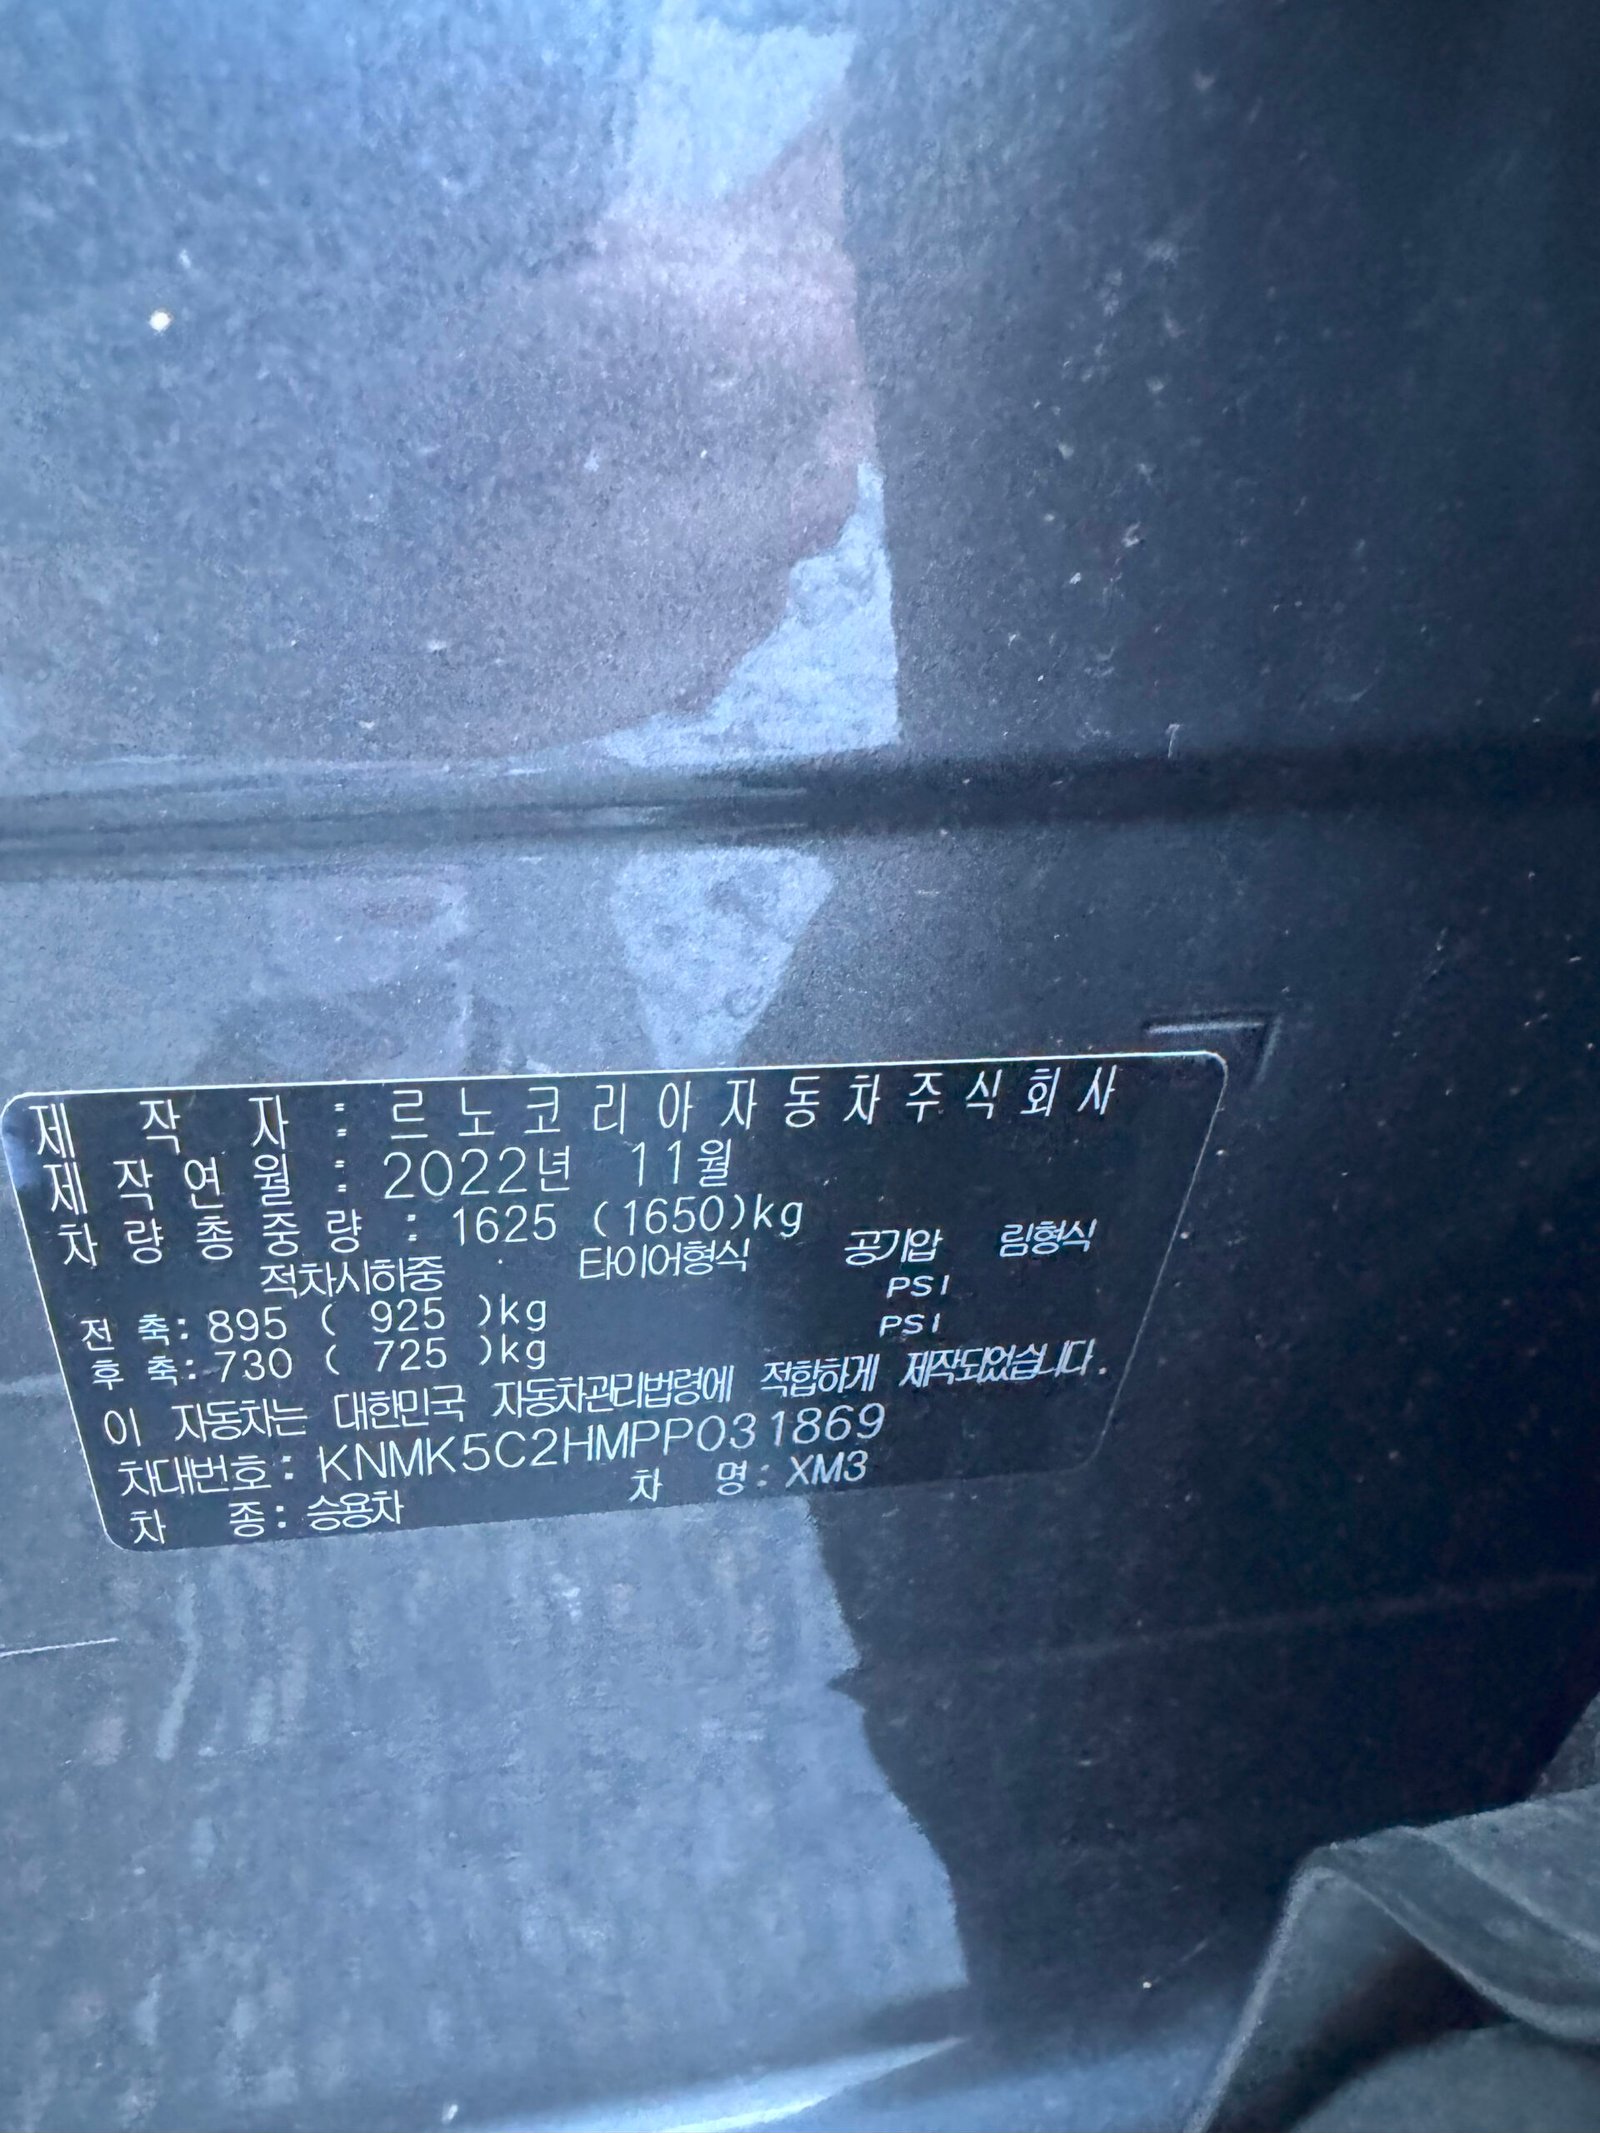 제 작 자 : 르노코리아자동차주식회사
제작연월 : 2022년 11월
차량총중량 : 1625 (1650)kg
적차시하중 타이어형식 공기압 림형식
전 축: 895 ( 925 )kg PSI
후 축: 730 ( 725 )kg PSI
이 자동차는 대한민국 자동차관리법령에 적합하게 제작되었습니다.
차대번호: KNMK5C2HMPP031869
차 종: 승용차 차 명: XM3